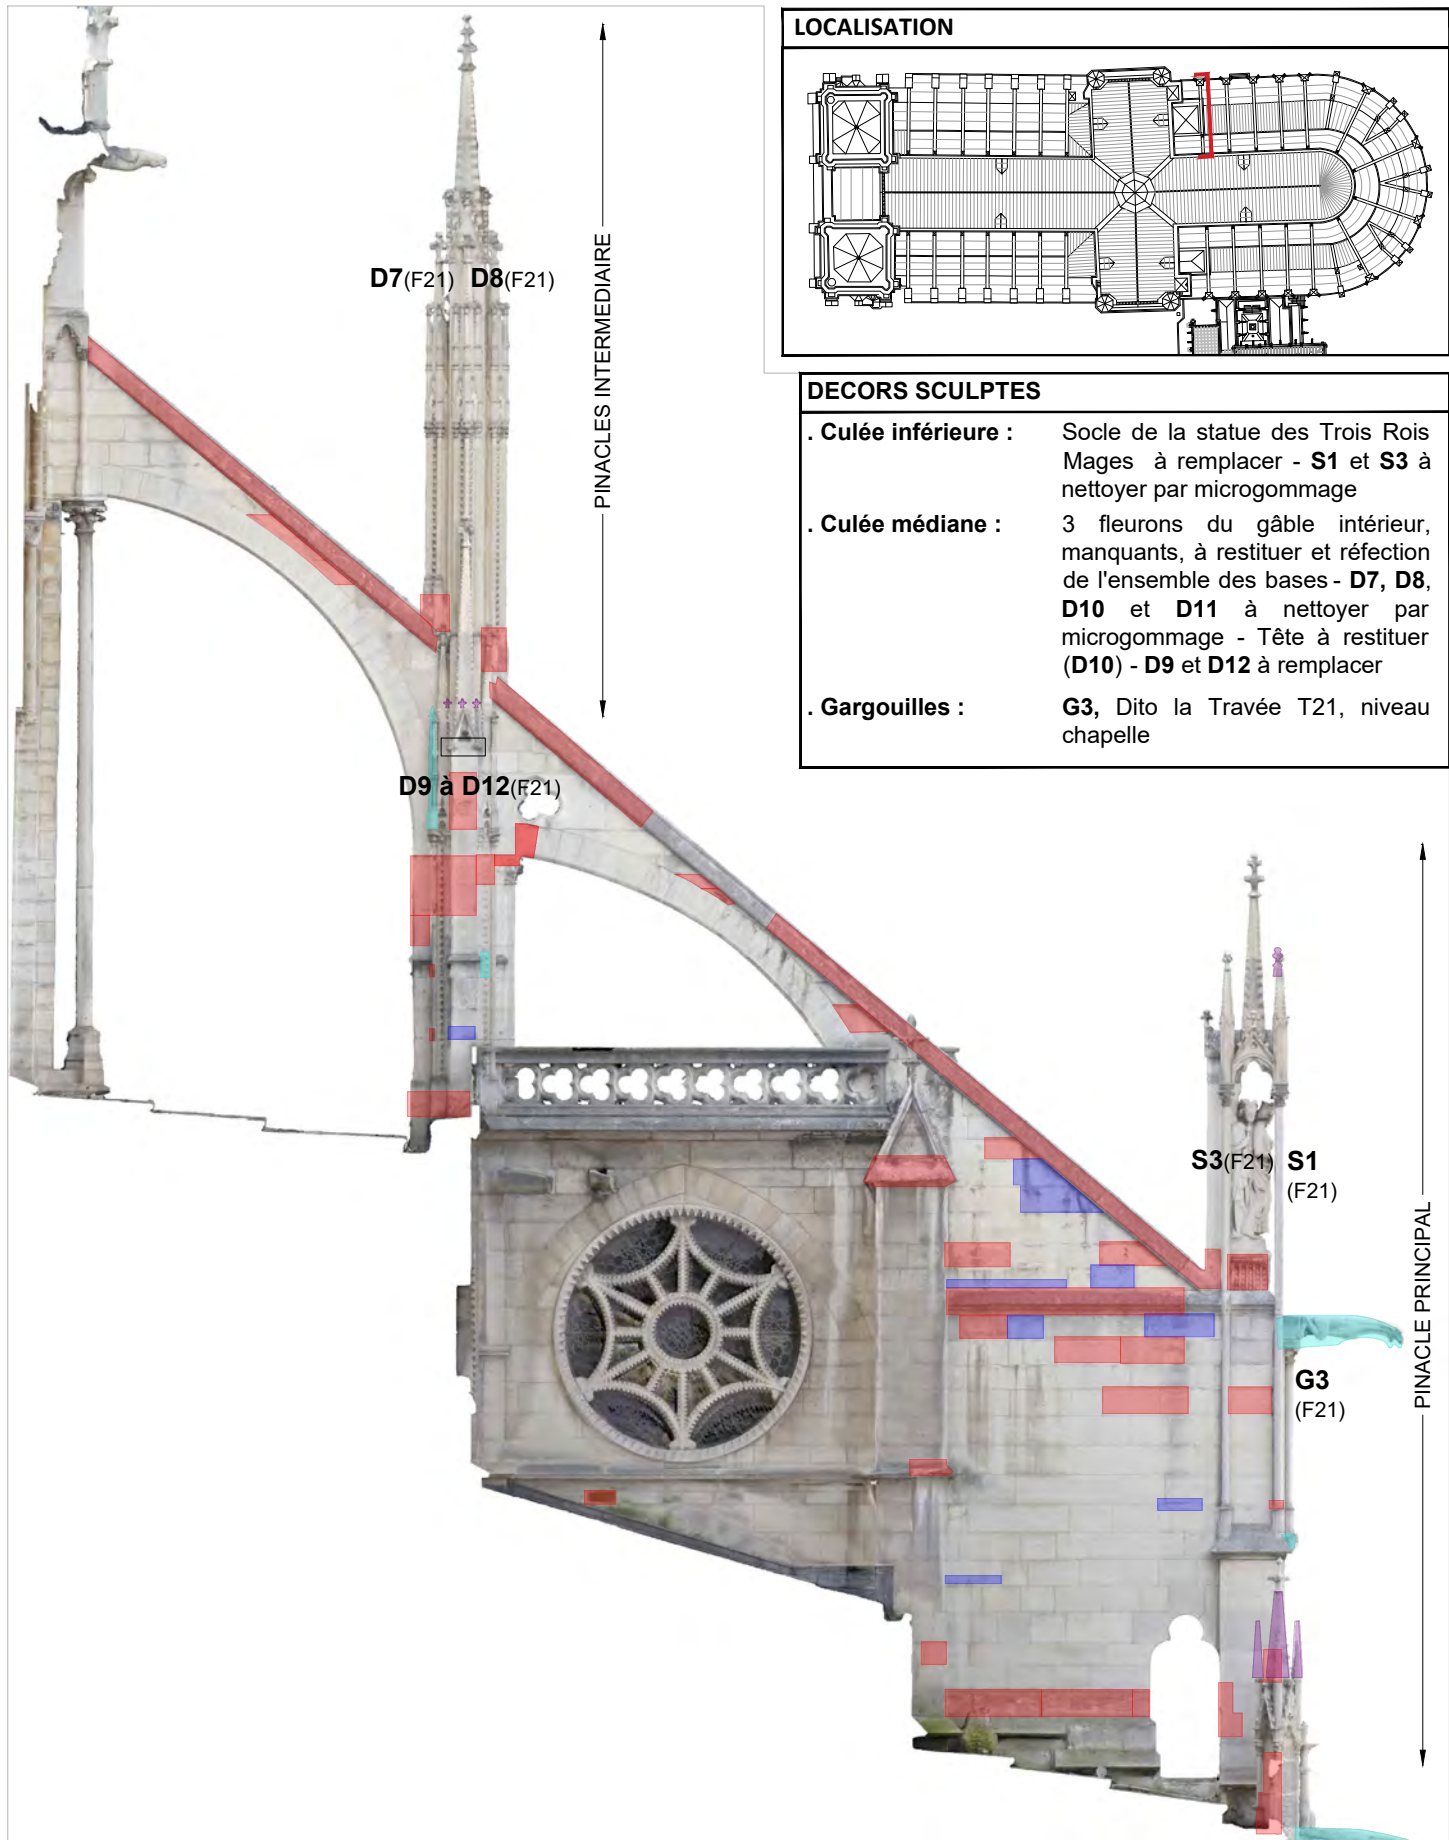 LOCALISATION
PINACLES INTERMEDIAIRE
D7(F21) D8(F21)
DECORS SCULPTES
. Culée inférieure : Socle de la statue des Trois Rois
Mages à remplacer - S1 et S3 à
nettoyer par microgommage
. Culée médiane : 3 fleurons du gâble intérieur,
manquants, à restituer et réfection
de l'ensemble des bases - D7, D8,
D10 et D11 à nettoyer par
microgommage - Tête à restituer
(D10) - D9 et D12 à remplacer
. Gargouilles : G3, Dito la Travée T21, niveau
chapelle
D9 à D12(F21)
S3(F21) S1
(F21)
G3
(F21)
PINACLE PRINCIPAL